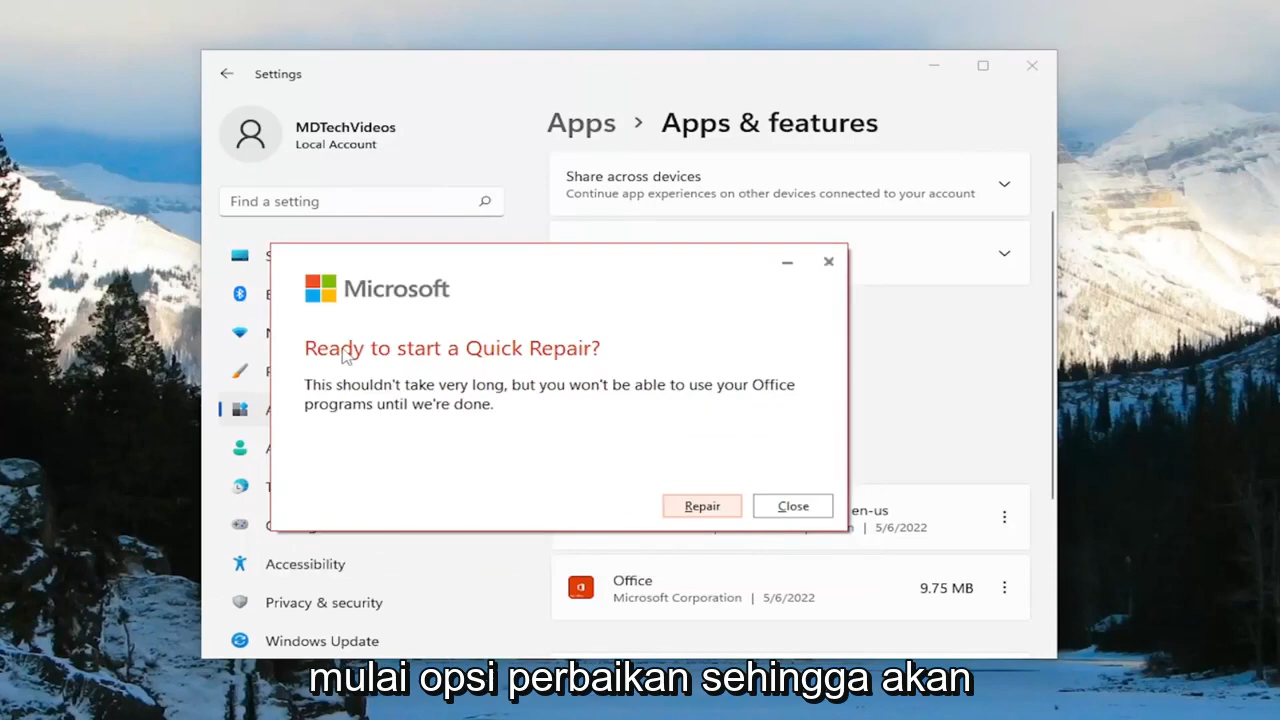 Settings
MDTechVideos
Local Account
Find a setting
Apps > Apps & features
Share across devices
Continue app experiences on other devices connected to your account
Microsoft
Ready to start a Quick Repair?
This shouldn't take very long, but you won't be able to use your Office
programs until we're done.
Repair
Close
en-us
| 5/6/2022
Office
Microsoft Corporation | 5/6/2022
9.75 MB
Accessibility
Privacy & security
Windows Update
mulai opsi perbaikan sehingga akan